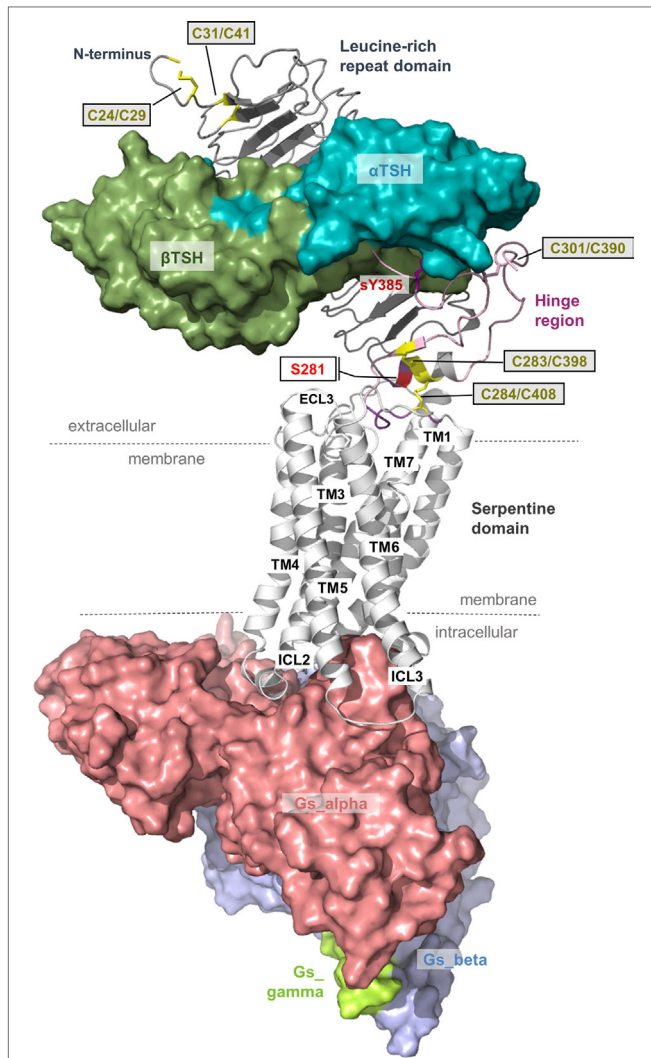 C31/C41
N-terminus
Leucine-rich
repeat domain
C24/C29
αTSH
βTSH
C301/C390
sY385
Hinge
region
S281
C283/C398
C284/C408
ECL3
extracellular
TM1
membrane
TM7
TM3
Serpentine
domain
TM6
TM4
TM5
membrane
intracellular
ICL2
ICL3
Gs_alpha
Gs_beta
Gs_
gamma